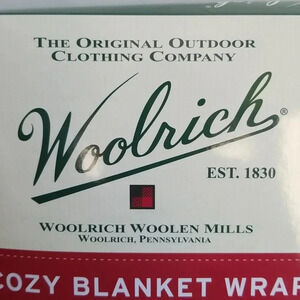 THE ORIGINAL OUTDOOR
CLOTHING COMPANY
Woolrich®
EST. 1830
WOOLRICH WOOLEN MILLS
WOOLRICH, PENNSYLVANIA
COZY BLANKET WRAP